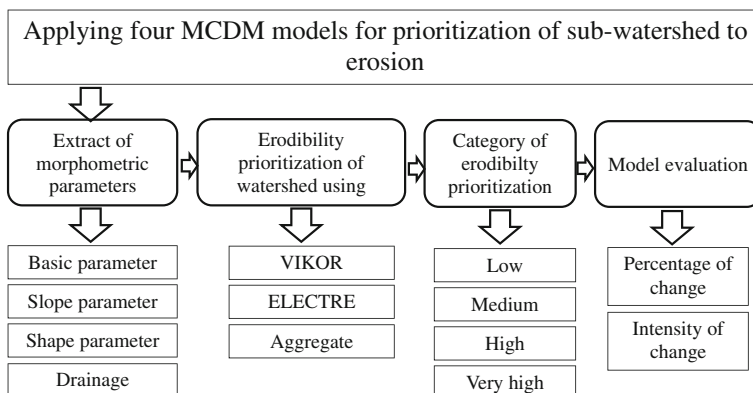 Applying four MCDM models for prioritization of sub-watershed to
erosion
Extract of
morphometric
parameters
Erodibility
prioritization of
watershed using
Category of
erodibilty
prioritization
Model evaluation
Basic parameter
Slope parameter
Shape parameter
Drainage
VIKOR
ELECTRE
Aggregate
Low
Medium
High
Very high
Percentage of
change
Intensity of
change